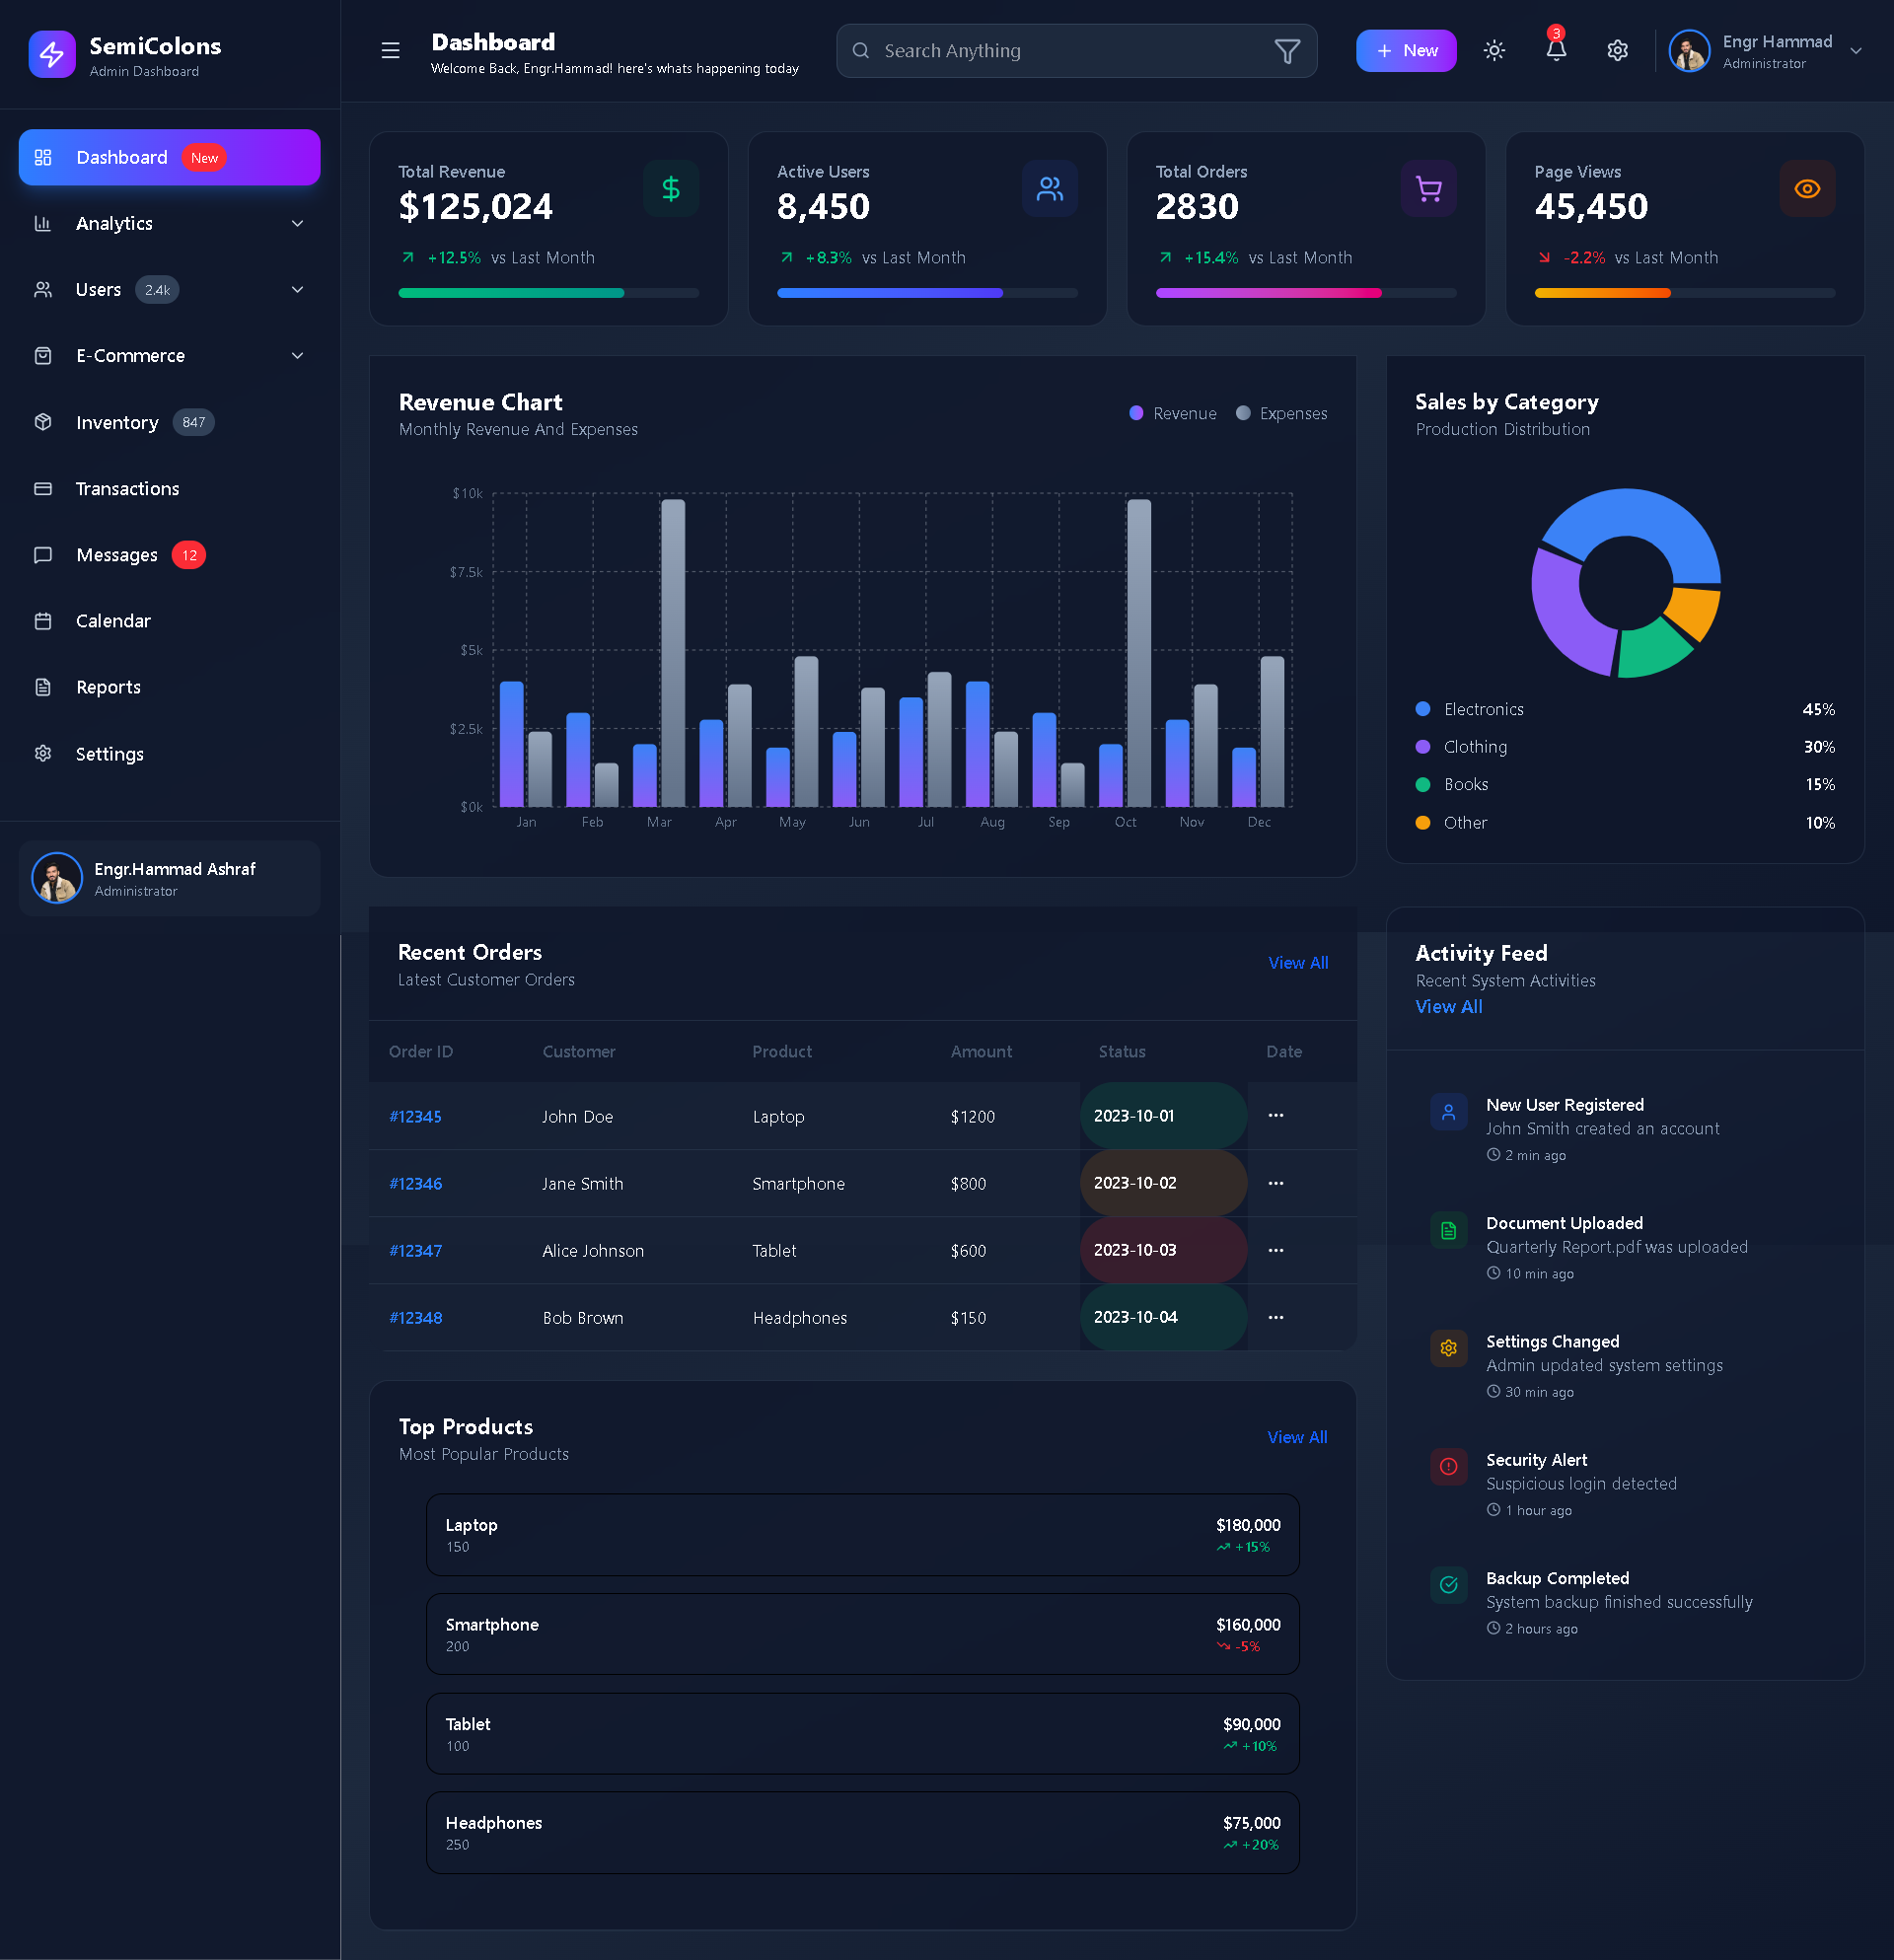 SemiColons
Admin Dashboard
Dashboard New
Analytics
Users 2.4k
E-Commerce
Inventory 847
Transactions
Messages 12
Calendar
Reports
Settings
Engr.Hammad Ashraf
Administrator
Dashboard
Welcome Back, Engr.Hammad! here's whats happening today
Search Anything
New
3
Engr Hammad
Administrator
Total Revenue
$125,024
+12.5% vs Last Month
Active Users
8,450
+8.3% vs Last Month
Total Orders
2830
+15.4% vs Last Month
Page Views
45,450
-2.2% vs Last Month
Revenue Chart
Monthly Revenue And Expenses
Revenue Expenses
$10k
$7.5k
$5k
$2.5k
$0k
Jan Feb Mar Apr May Jun Jul Aug Sep Oct Nov Dec
Sales by Category
Production Distribution
Electronics 45%
Clothing 30%
Books 15%
Other 10%
Recent Orders
Latest Customer Orders
View All
Order ID Customer Product Amount Status Date
#12345 John Doe Laptop $1200 2023-10-01 ···
#12346 Jane Smith Smartphone $800 2023-10-02 ···
#12347 Alice Johnson Tablet $600 2023-10-03 ···
#12348 Bob Brown Headphones $150 2023-10-04 ···
Top Products
Most Popular Products
View All
Laptop $180,000
150 +15%
Smartphone $160,000
200 -5%
Tablet $90,000
100 +10%
Headphones $75,000
250 +20%
Activity Feed
Recent System Activities
View All
New User Registered
John Smith created an account
2 min ago
Document Uploaded
Quarterly Report.pdf was uploaded
10 min ago
Settings Changed
Admin updated system settings
30 min ago
Security Alert
Suspicious login detected
1 hour ago
Backup Completed
System backup finished successfully
2 hours ago